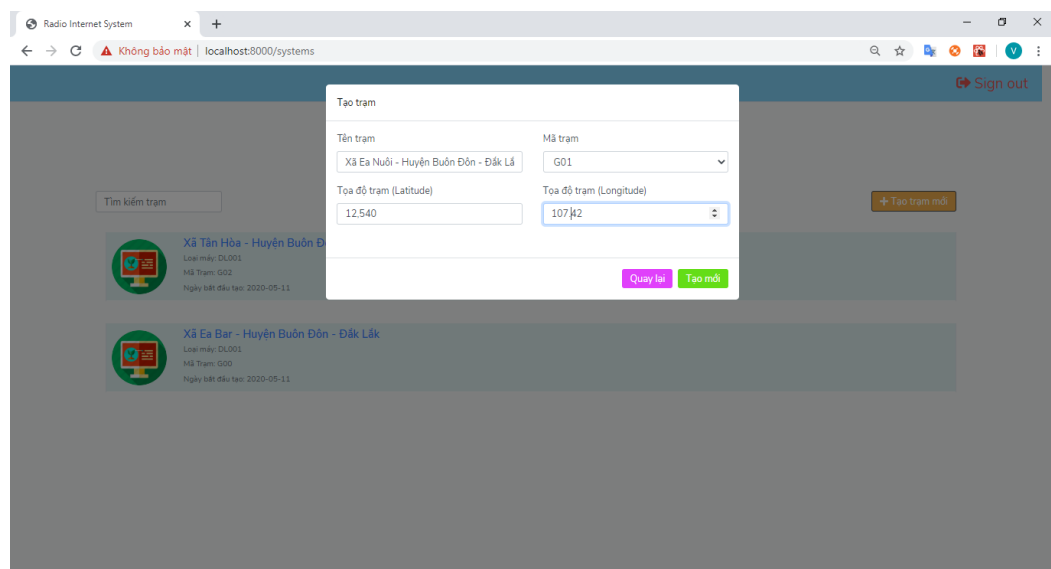 Radio Internet System
Không bảo mật | localhost:8000/systems
V
Sign out
Tạo trạm
Tên trạm
Mã trạm
Xã Ea Nuôi - Huyện Buôn Đôn - Đắk Lắ
G01
Tọa độ trạm (Latitude)
Tọa độ trạm (Longitude)
12,540
107,42
Quay lại
Tạo mới
Tìm kiếm trạm
+ Tạo trạm mới
Xã Tân Hòa - Huyện Buôn Đ
Loại máy: DL001
Mã Trạm: G02
Ngày bắt đầu tạo: 2020-05-11
Xã Ea Bar - Huyện Buôn Đôn - Đắk Lắk
Loại máy: DL001
Mã Trạm: G00
Ngày bắt đầu tạo: 2020-05-11